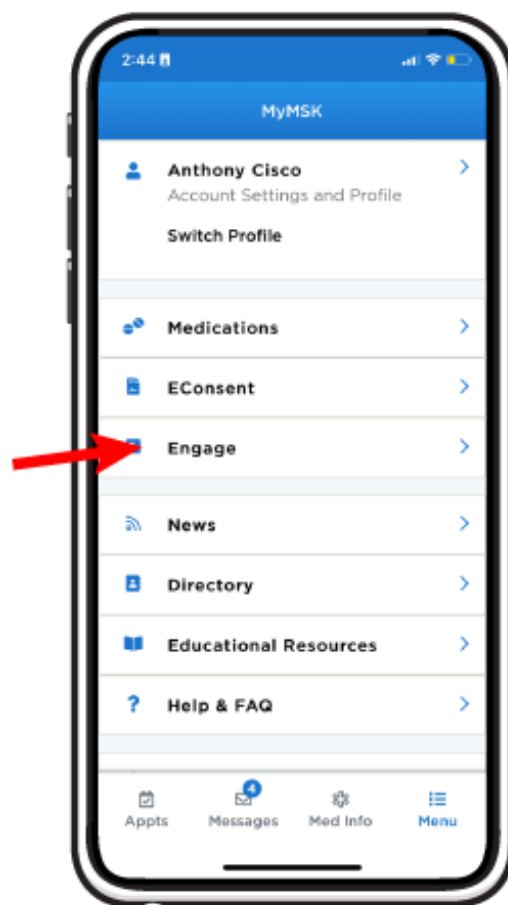 2:44
MyMSK
Anthony Cisco
Account Settings and Profile
Switch Profile
Medications
EConsent
Engage
News
Directory
Educational Resources
? Help & FAQ
4
Appts Messages Med Info Menu